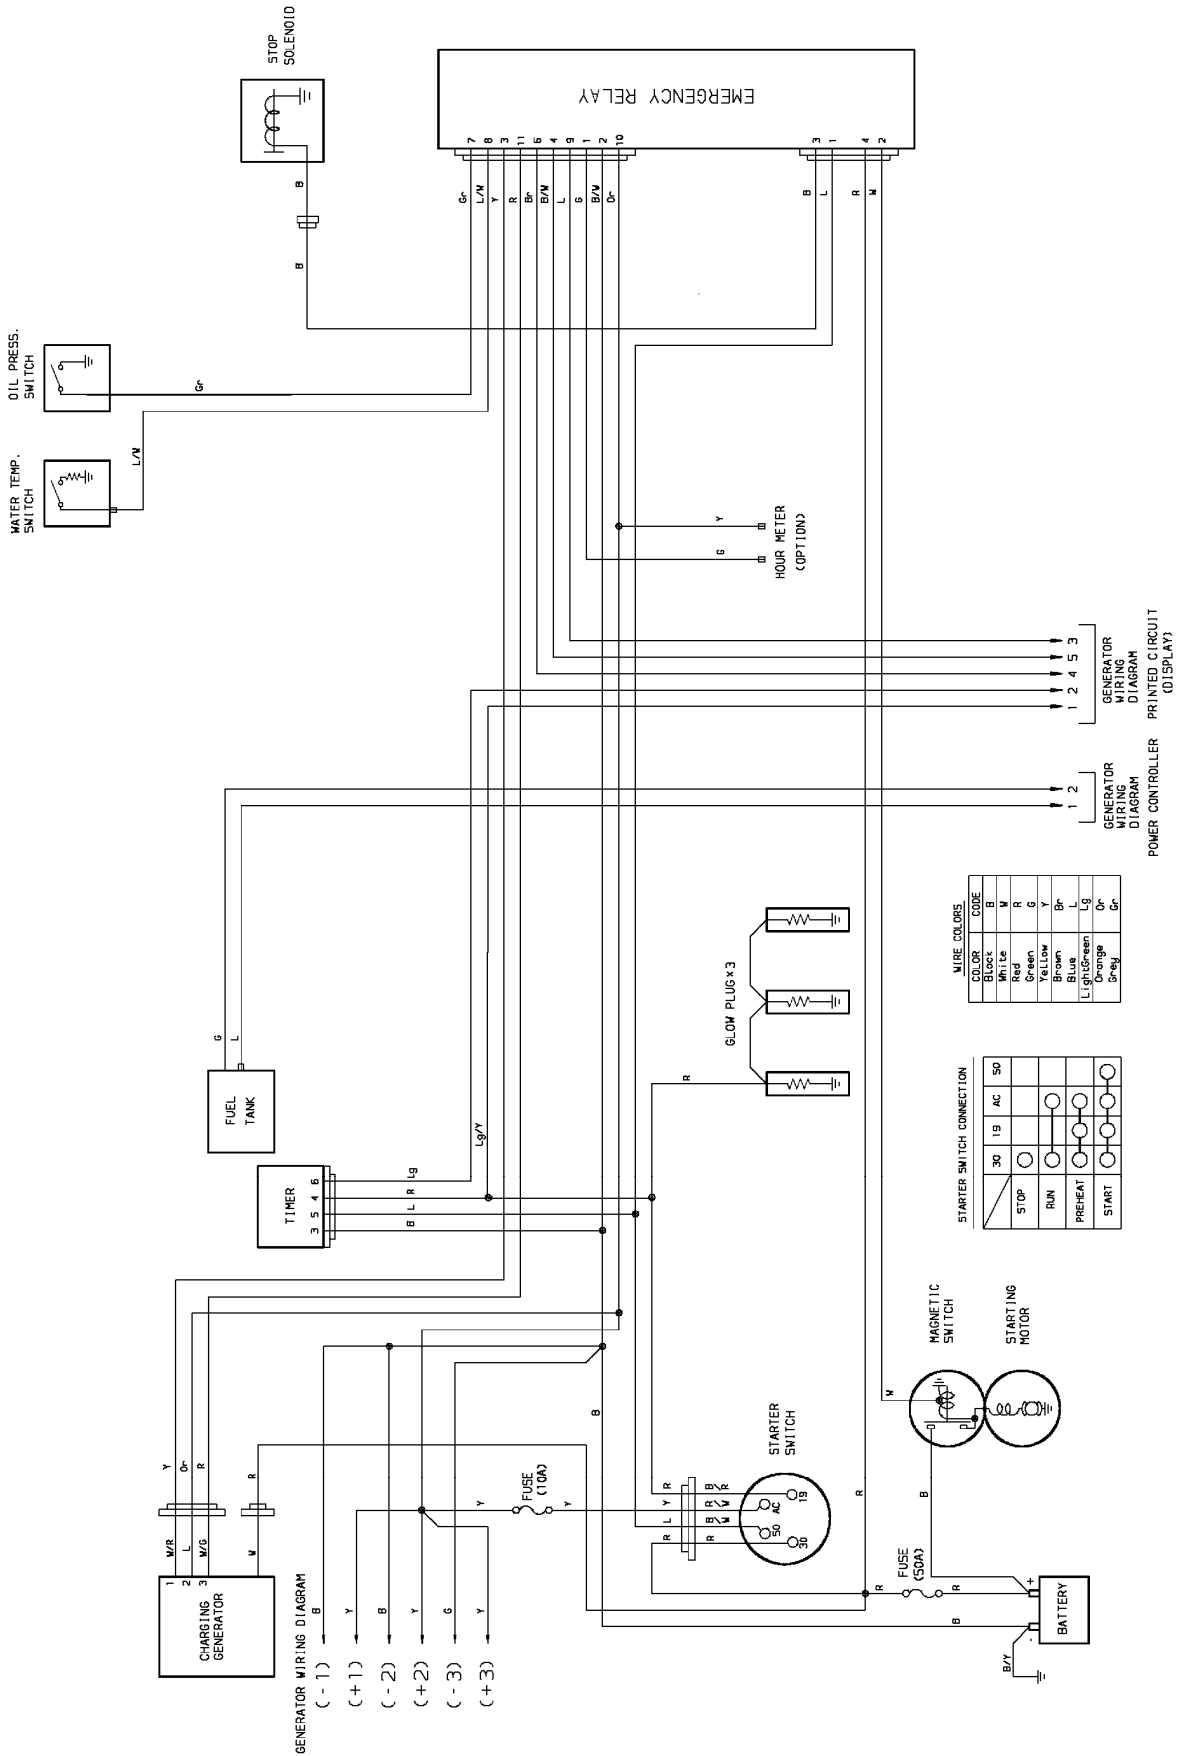 STOP
SOLENOID
EMERGENCY RELAY
7
8
3
11
6
4
9
1
2
10
3
1
4
2
Gr
L/W
Y
R
Br
B/W
L
G
B/W
Or
B
L
R
W
B
B
OIL PRESS.
SWITCH
Gr
WATER TEMP.
SWITCH
L/W
Y
G
HOUR METER
(OPTION)
3
5
4
2
1
GENERATOR
WIRING
DIAGRAM
PRINTED CIRCUIT
(DISPLAY)
2
1
GENERATOR
WIRING
DIAGRAM
POWER CONTROLLER
FUEL
TANK
G
L
GLOW PLUG×3
R
WIRE COLORS
COLOR CODE
Black B
White W
Red R
Green G
Yellow Y
Brown Br
Blue L
LightGreen Lg
Orange Or
Grey Gr
TIMER
6
4
5
3
Lg
R
L
B
Lg/Y
STARTER SWITCH CONNECTION
30 19 AC 50
STOP
RUN
PREHEAT
START
MAGNETIC
SWITCH
STARTING
MOTOR
W
B
CHARGING
GENERATOR
1
2
3
W/R
L
W/G
W
Y
Or
R
R
FUSE
(10A)
Y
Y
B
STARTER
SWITCH
R
Y
L
R
B/R
R/W
B/W
R
19
AC
50
30
R
FUSE
(50A)
R
R
B
+
-
BATTERY
B/Y
GENERATOR WIRING DIAGRAM
B
(-1)
Y
(+1)
B
(-2)
Y
(+2)
G
(-3)
Y
(+3)